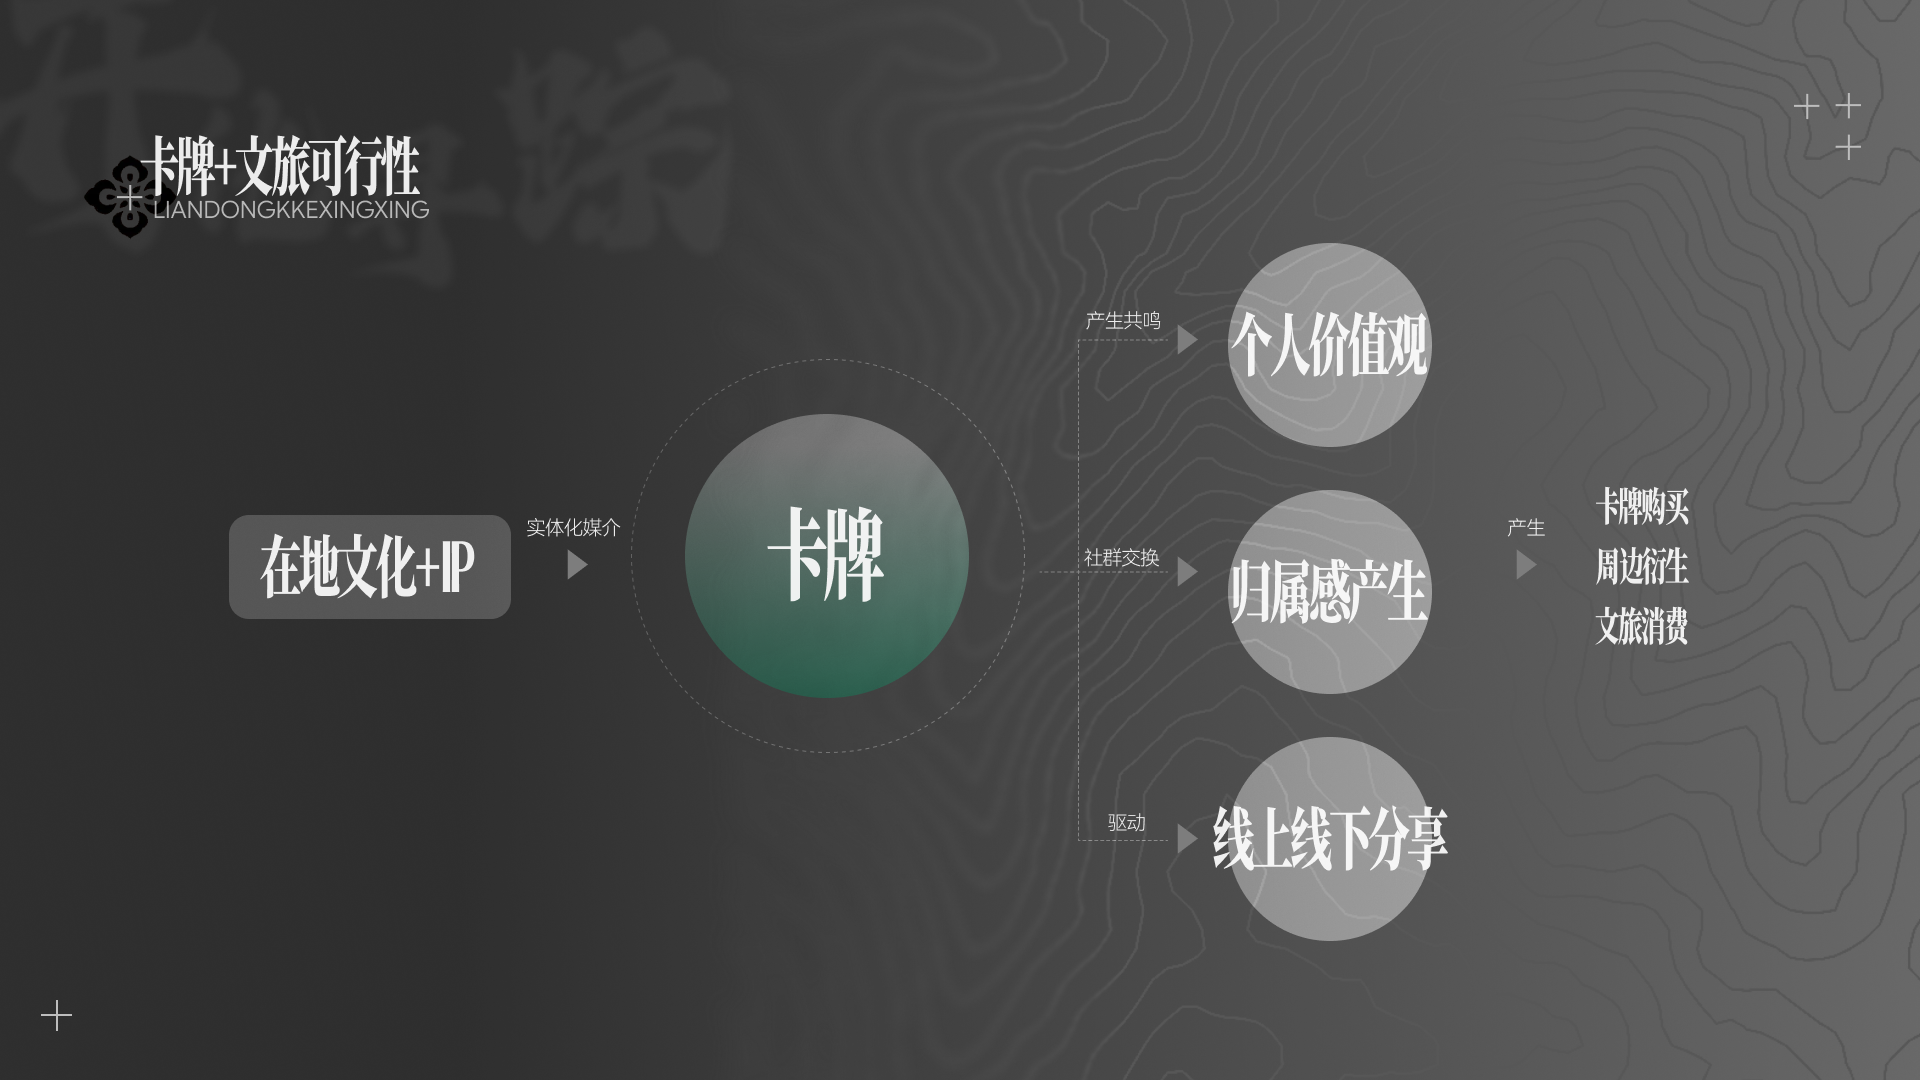 卡牌+文旅可行性
LIANDONGKKEXINGXING
在地文化+IP
实体化媒介
卡牌
产生共鸣
个人价值观
社群交换
归属感产生
驱动
线上线下分享
产生
卡牌购买
周边衍生
文旅消费